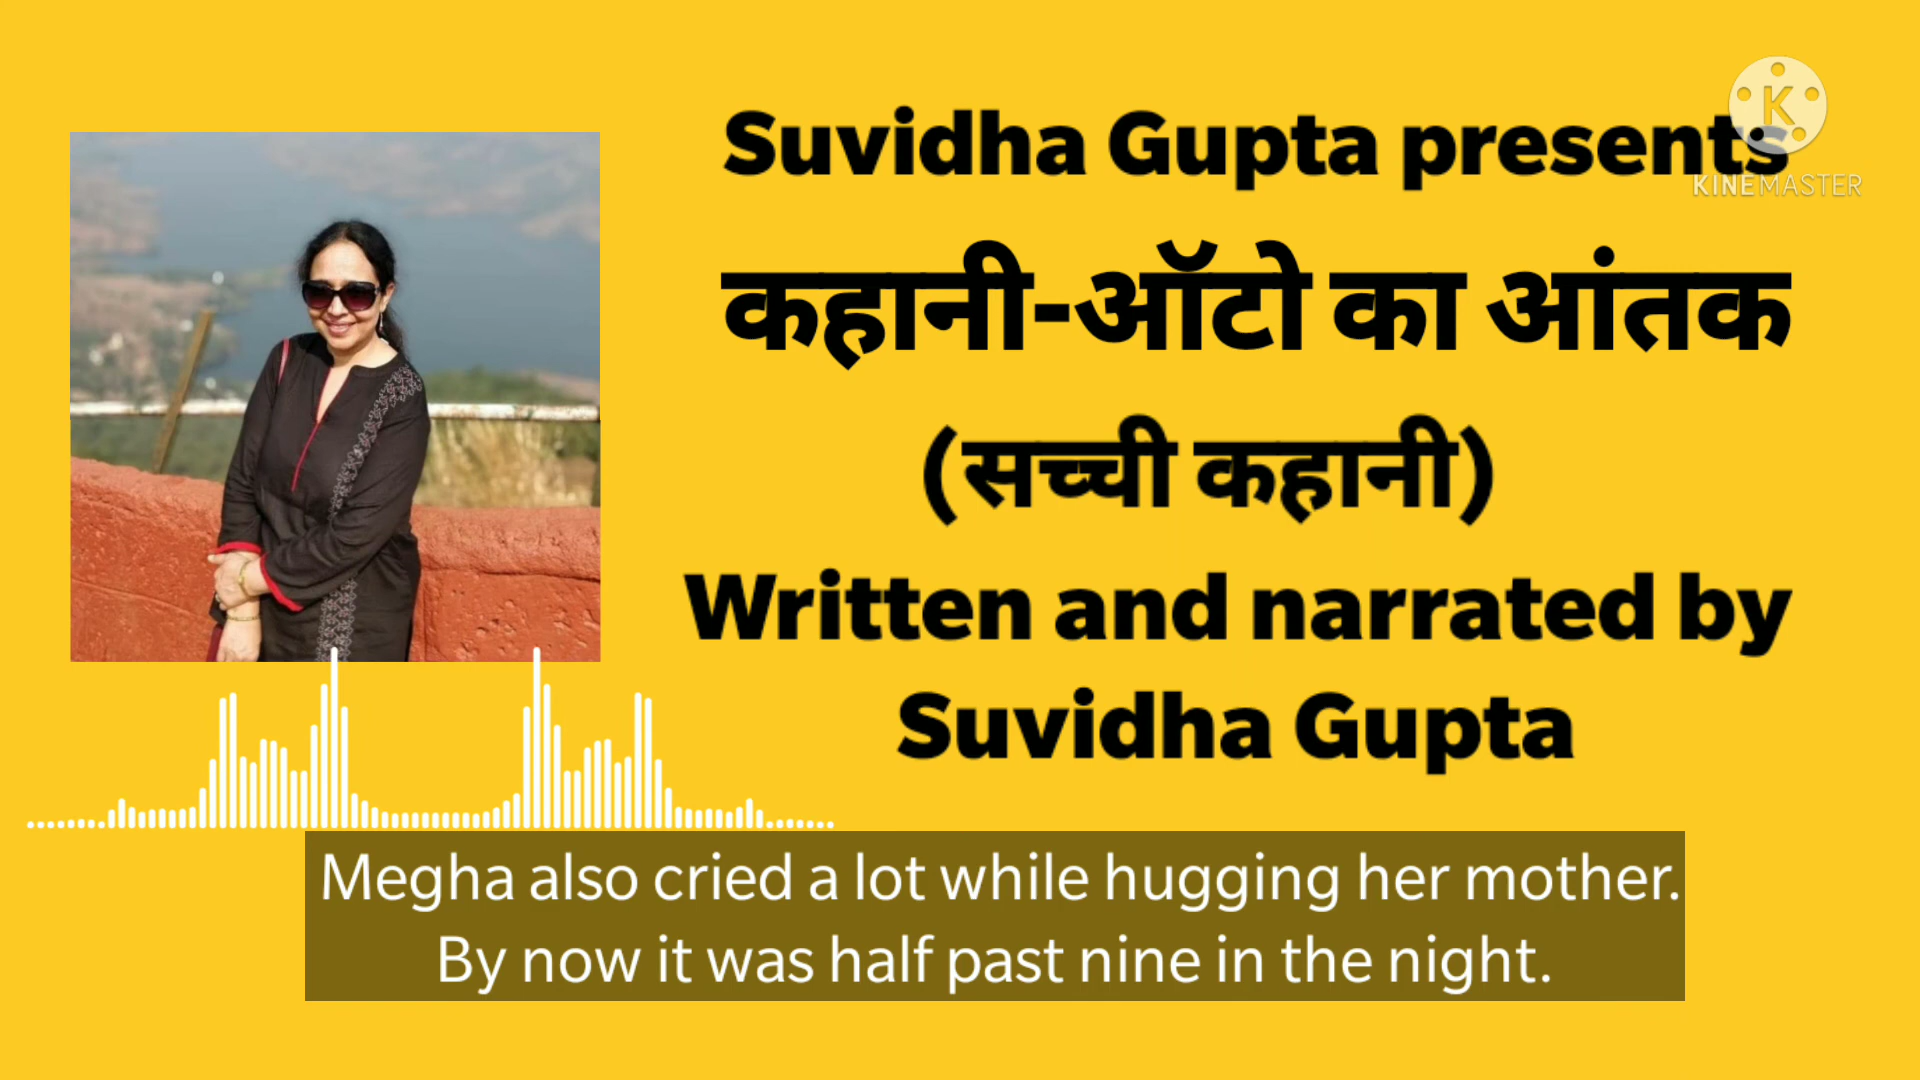 Suvidha Gupta presents
K
KINEMASTER
कहानी-ऑटो का आंतक
(सच्ची कहानी)
Written and narrated by
Suvidha Gupta
Megha also cried a lot while hugging her mother.
By now it was half past nine in the night.